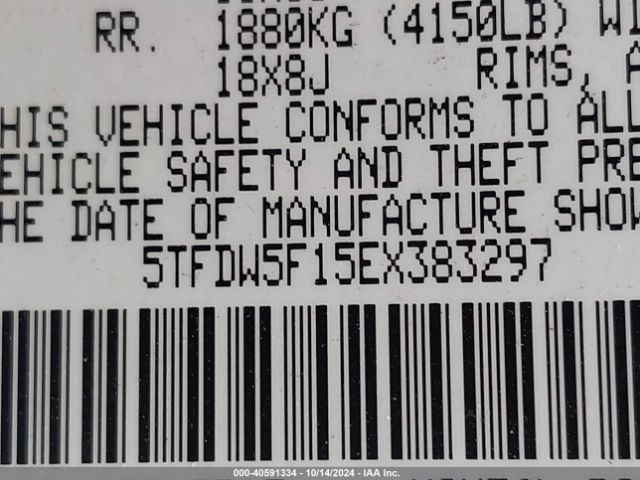 RR. 1880KG (4150LB) WI
18X8J RIMS, A
HIS VEHICLE CONFORMS TO ALL
EHICLE SAFETY AND THEFT PRE
HE DATE OF MANUFACTURE SHOW
5TFDW5F15EX383297
000-40591334 - 10/14/2024 - IAA Inc.